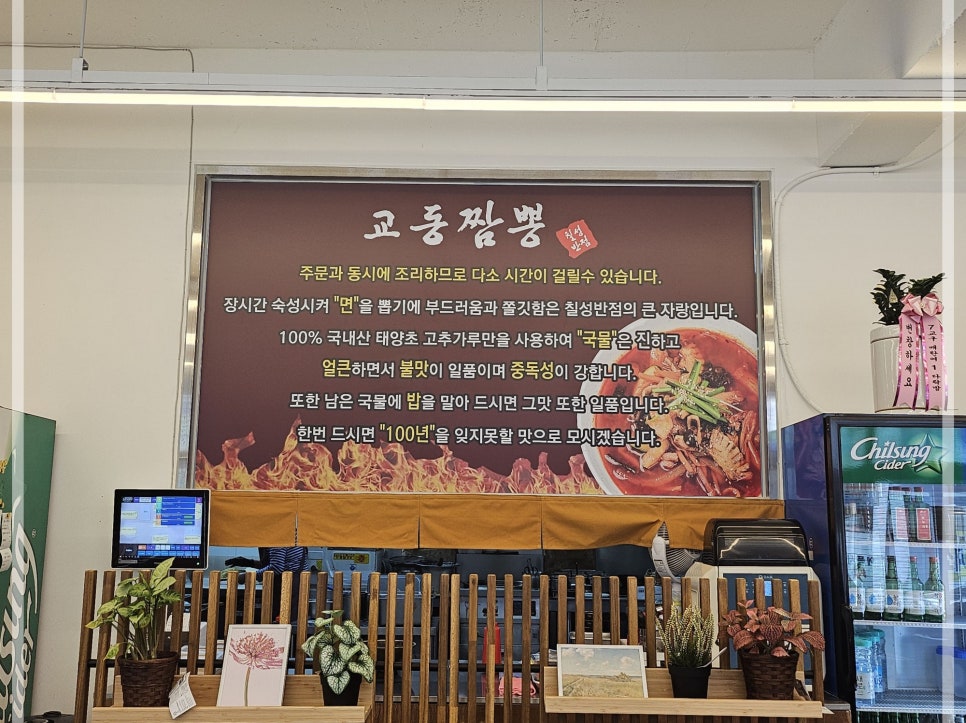 교동짬뽕
칠성
반점
주문과 동시에 조리하므로 다소 시간이 걸릴수 있습니다.
장시간 숙성시켜 "면"을 뽑기에 부드러움과 쫄깃함은 칠성반점의 큰 자랑입니다.
100% 국내산 태양초 고추가루만을 사용하여 "국물"은 진하고
얼큰하면서 불맛이 일품이며 중독성이 강합니다.
또한 남은 국물에 밥을 말아 드시면 그맛 또한 일품입니다.
한번 드시면 "100년"을 잊지못할 맛으로 모시겠습니다.
번창하세요
Chilsung
Cider